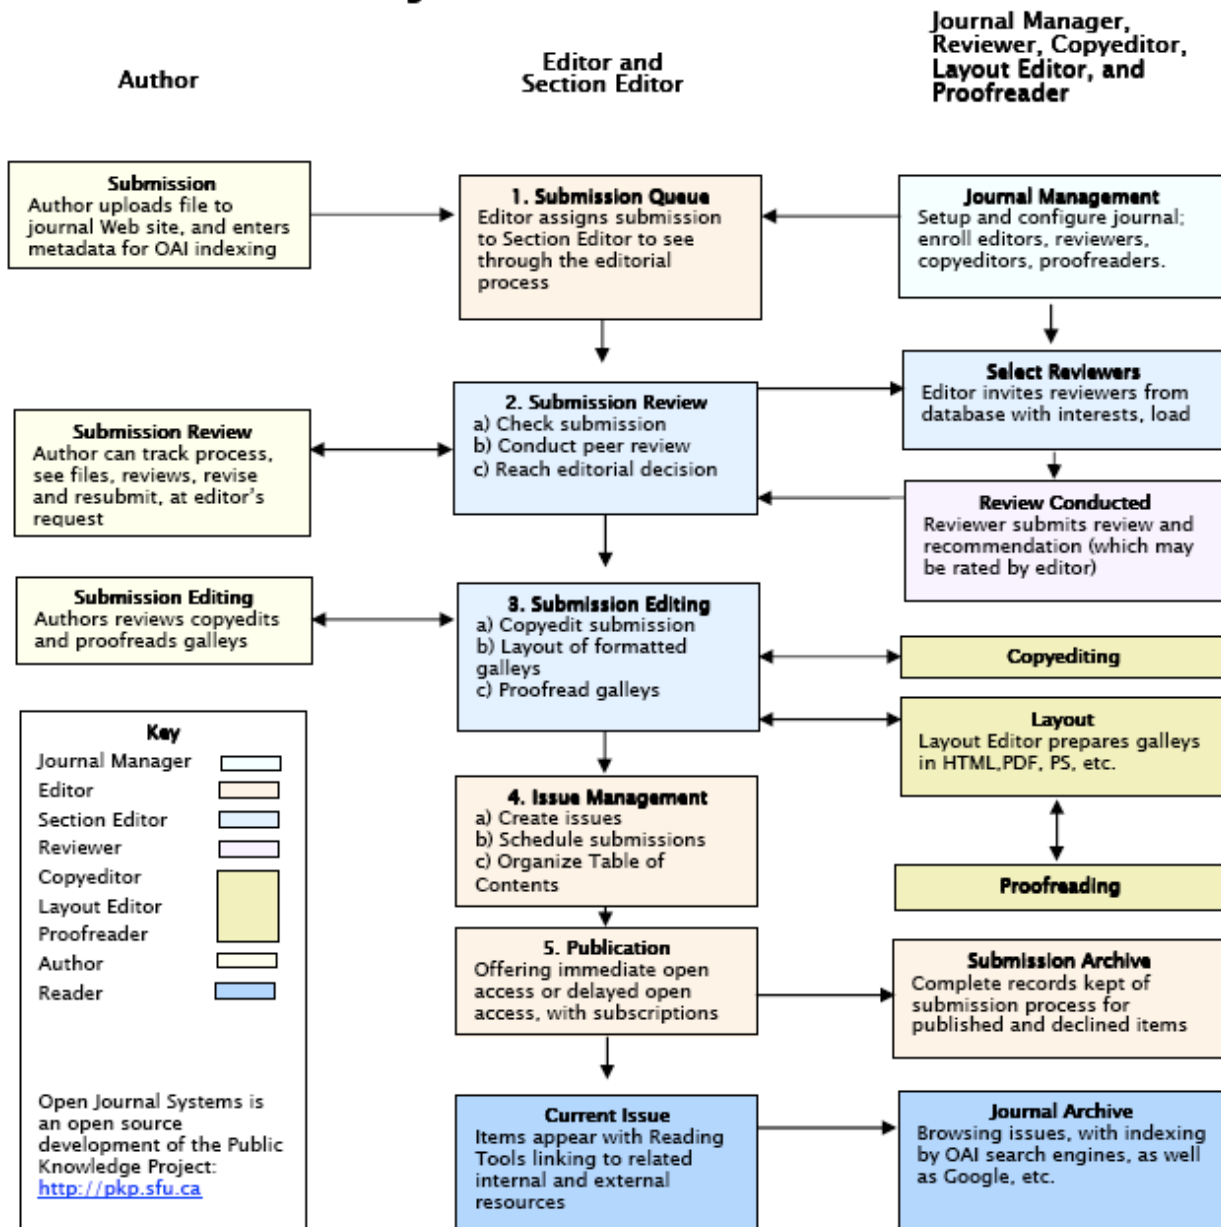 Author
Editor and
Section Editor
Journal Manager,
Reviewer, Copyeditor,
Layout Editor, and
Proofreader
Submission
Author uploads file to
journal Web site, and enters
metadata for OAI indexing
1. Submission Queue
Editor assigns submission
to Section Editor to see
through the editorial
process
Journal Management
Setup and configure journal;
enroll editors, reviewers,
copyeditors, proofreaders.
Submission Review
Author can track process,
see files, reviews, revise
and resubmit, at editor's
request
2. Submission Review
a) Check submission
b) Conduct peer review
c) Reach editorial decision
Select Reviewers
Editor invites reviewers from
database with interests, load
Review Conducted
Reviewer submits review and
recommendation (which may
be rated by editor)
Submission Editing
Authors reviews copyedits
and proofreads galleys
3. Submission Editing
a) Copyedit submission
b) Layout of formatted
galleys
c) Proofread galleys
Copyediting
Layout
Layout Editor prepares galleys
in HTML,PDF, PS, etc.
Proofreading
Key
Journal Manager
Editor
Section Editor
Reviewer
Copyeditor
Layout Editor
Proofreader
Author
Reader
Open Journal Systems is
an open source
development of the Public
Knowledge Project:
http://pkp.sfu.ca
4. Issue Management
a) Create issues
b) Schedule submissions
c) Organize Table of
Contents
5. Publication
Offering immediate open
access or delayed open
access, with subscriptions
Submission Archive
Complete records kept of
submission process for
published and declined items
Current Issue
Items appear with Reading
Tools linking to related
internal and external
resources
Journal Archive
Browsing issues, with indexing
by OAI search engines, as well
as Google, etc.